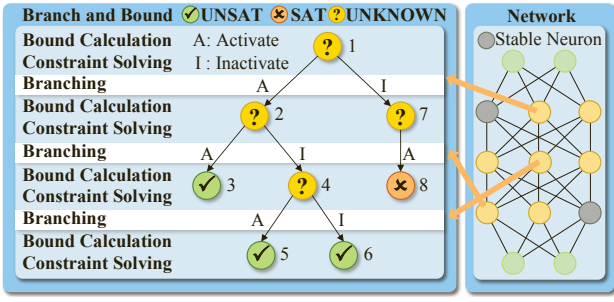 Branch and Bound ✓ UNSAT × SAT ? UNKNOWN
Bound Calculation A: Activate ? 1
Constraint Solving I : Inactivate
Branching A I
Bound Calculation ? 2 ? 7
Constraint Solving
Branching A I A
Bound Calculation ✓ 3 ? 4 × 8
Constraint Solving
Branching A I
Bound Calculation ✓ 5 ✓ 6
Constraint Solving
Network
Stable Neuron